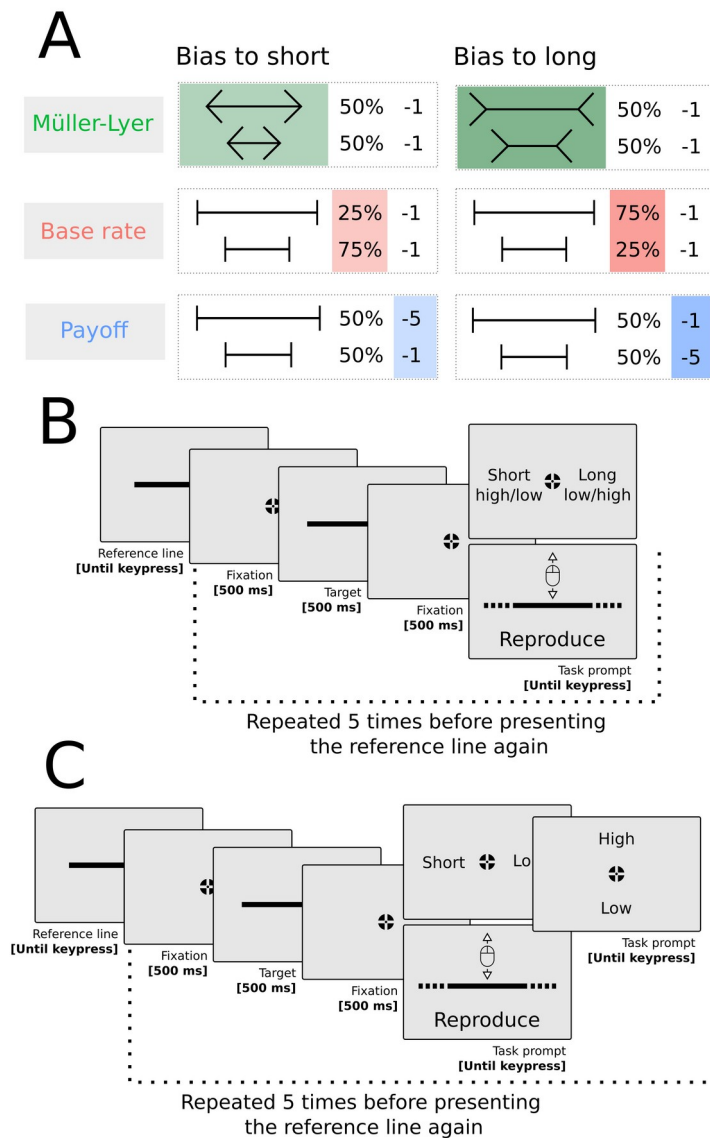 A
Bias to short
Bias to long
Müller-Lyer
50% -1
50% -1
50% -1
50% -1
Base rate
25% -1
75% -1
75% -1
25% -1
Payoff
50% -5
50% -1
50% -1
50% -5
B
Reference line
[Until keypress]
Fixation
[500 ms]
Target
[500 ms]
Fixation
[500 ms]
Short
high/low
Long
low/high
Reproduce
Task prompt
[Until keypress]
Repeated 5 times before presenting
the reference line again
C
Reference line
[Until keypress]
Fixation
[500 ms]
Target
[500 ms]
Fixation
[500 ms]
Short
Lo
High
Low
Task prompt
[Until keypress]
Reproduce
Task prompt
[Until keypress]
Repeated 5 times before presenting
the reference line again